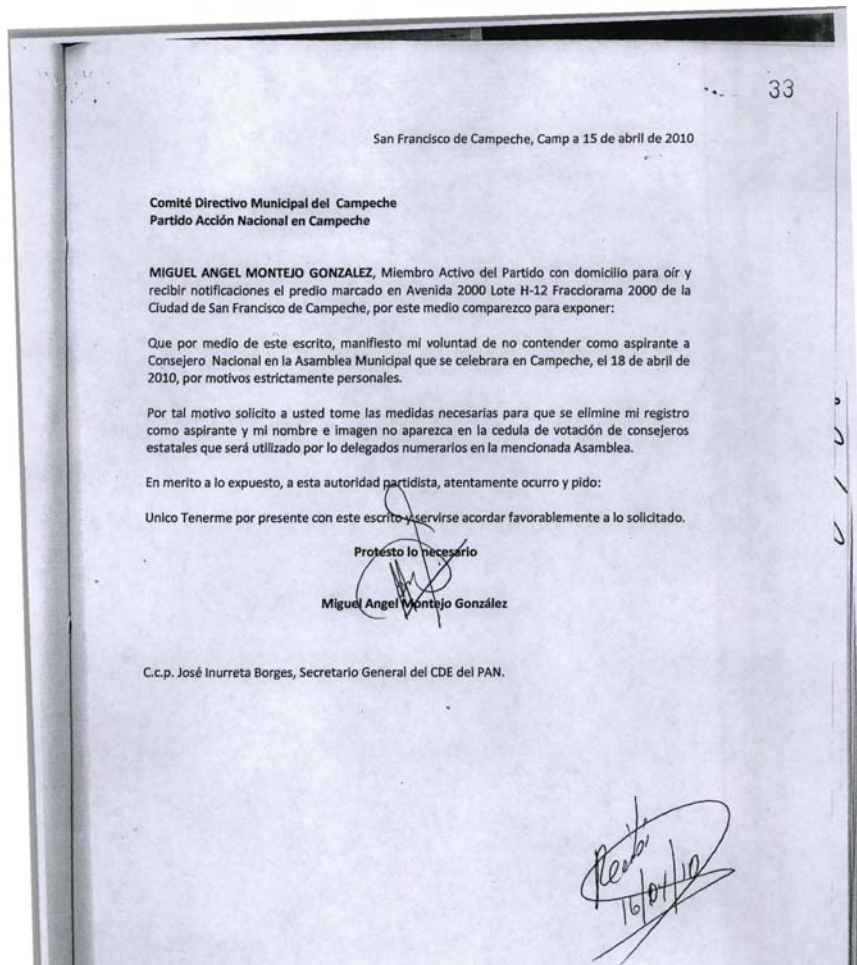 33
San Francisco de Campeche, Camp a 15 de abril de 2010
Comité Directivo Municipal del Campeche
Partido Acción Nacional en Campeche
MIGUEL ANGEL MONTEJO GONZALEZ, Miembro Activo del Partido con domicilio para oír y
recibir notificaciones el predio marcado en Avenida 2000 Lote H-12 Fracciorama 2000 de la
Ciudad de San Francisco de Campeche, por este medio comparezco para exponer:
Que por medio de este escrito, manifiesto mi voluntad de no contender como aspirante a
Consejero Nacional en la Asamblea Municipal que se celebrara en Campeche, el 18 de abril de
2010, por motivos estrictamente personales.
Por tal motivo solicito a usted tome las medidas necesarias para que se elimine mi registro
como aspirante y mi nombre e imagen no aparezca en la cedula de votación de consejeros
estatales que será utilizado por lo delegados numerarios en la mencionada Asamblea.
En merito a lo expuesto, a esta autoridad partidista, atentamente ocurro y pido:
Unico Tenerme por presente con este escrito y servirse acordar favorablemente a lo solicitado.
Protesto lo necesario
Miguel Angel Montejo González
C.c.p. José Inurreta Borges, Secretario General del CDE del PAN.
Recibí
16/04/10